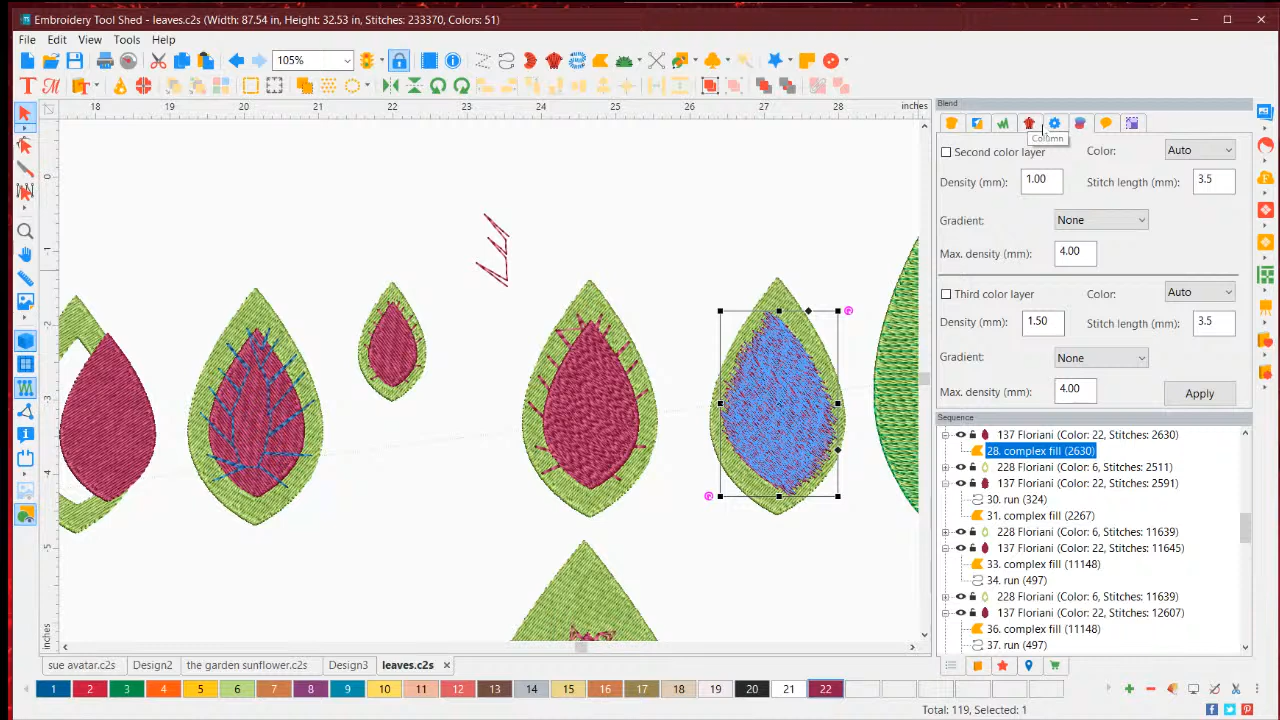 Embroidery Tool Shed - leaves.c2s (Width: 87.54 in, Height: 32.53 in, Stitches: 233370, Colors: 51)
File Edit View Tools Help
105%
18 19 20 21 22 23 24 25 26 27 28 inches
0
-1
-2
-3
-4
-5
inches
Blend
Column
Second color layer Color: Auto
Density (mm): 1.00 Stitch length (mm): 3.5
Gradient: None
Max. density (mm): 4.00
Third color layer Color: Auto
Density (mm): 1.50 Stitch length (mm): 3.5
Gradient: None
Max. density (mm): 4.00 Apply
Sequence
137 Floriani (Color: 22, Stitches: 2630)
28. complex fill (2630)
228 Floriani (Color: 6, Stitches: 2511)
137 Floriani (Color: 22, Stitches: 2591)
30. run (324)
31. complex fill (2267)
228 Floriani (Color: 6, Stitches: 11639)
137 Floriani (Color: 22, Stitches: 11645)
33. complex fill (11148)
34. run (497)
228 Floriani (Color: 6, Stitches: 11639)
137 Floriani (Color: 22, Stitches: 12607)
36. complex fill (11148)
37. run (497)
sue avatar.c2s Design2 the garden sunflower.c2s Design3 leaves.c2s
1 2 3 4 5 6 7 8 9 10 11 12 13 14 15 16 17 18 19 20 21 22
Total: 119, Selected: 1